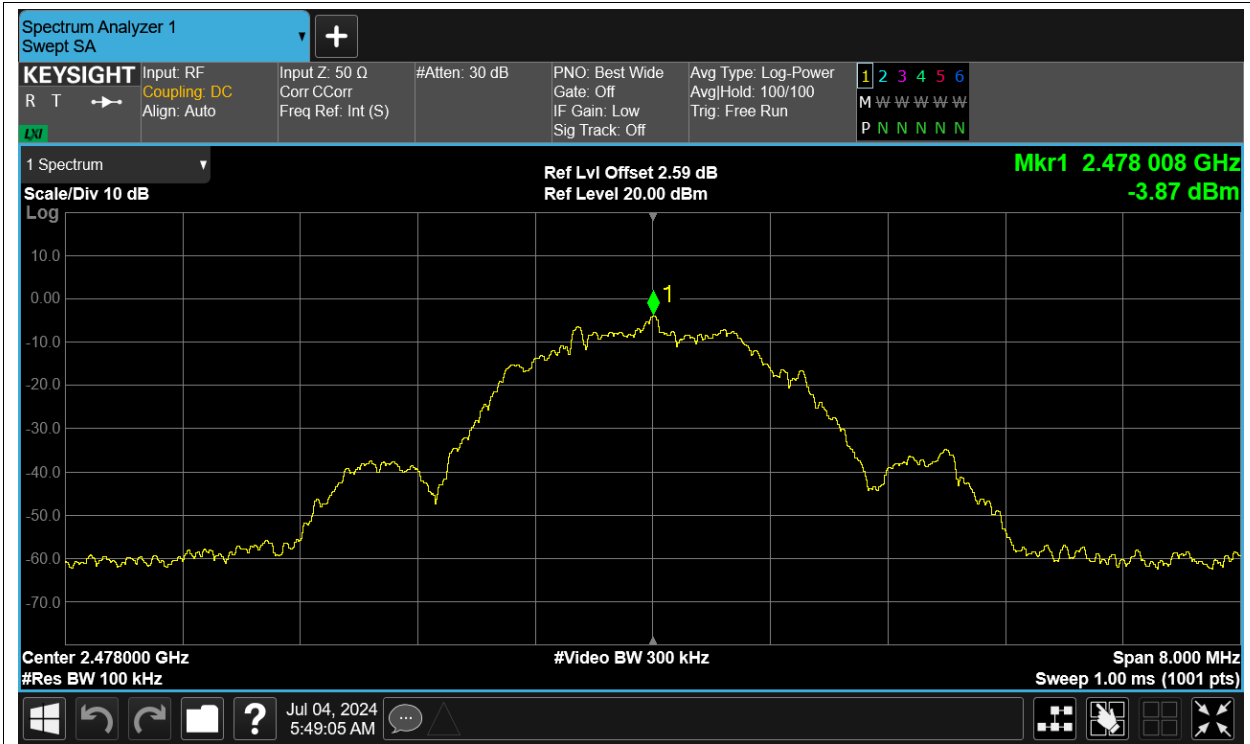 Spectrum Analyzer 1
Swept SA
KEYSIGHT
R T
LXI
Input: RF
Coupling: DC
Align: Auto
Input Z: 50 Ω
Corr CCorr
Freq Ref: Int (S)
#Atten: 30 dB
PNO: Best Wide
Gate: Off
IF Gain: Low
Sig Track: Off
Avg Type: Log-Power
Avg|Hold: 100/100
Trig: Free Run
1 2 3 4 5 6
M W W W W W
P N N N N N
1 Spectrum
Scale/Div 10 dB
Log
Ref Lvl Offset 2.59 dB
Ref Level 20.00 dBm
Mkr1 2.478 008 GHz
-3.87 dBm
10.0
0.00
-10.0
-20.0
-30.0
-40.0
-50.0
-60.0
-70.0
1
Center 2.478000 GHz
#Res BW 100 kHz
#Video BW 300 kHz
Span 8.000 MHz
Sweep 1.00 ms (1001 pts)
?
Jul 04, 2024
5:49:05 AM